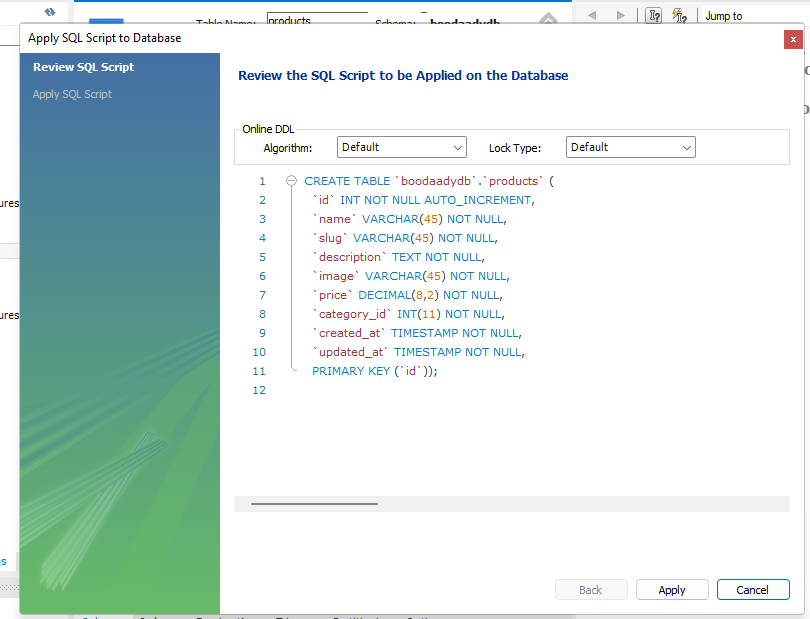 Table Name: products Schema: boodaadydb
Jump to
Apply SQL Script to Database
x
Review SQL Script
Apply SQL Script
Review the SQL Script to be Applied on the Database
Online DDL
Algorithm: Default Lock Type: Default
1 CREATE TABLE `boodaadydb`.`products` (
2 `id` INT NOT NULL AUTO_INCREMENT,
3 `name` VARCHAR(45) NOT NULL,
4 `slug` VARCHAR(45) NOT NULL,
5 `description` TEXT NOT NULL,
6 `image` VARCHAR(45) NOT NULL,
7 `price` DECIMAL(8,2) NOT NULL,
8 `category_id` INT(11) NOT NULL,
9 `created_at` TIMESTAMP NOT NULL,
10 `updated_at` TIMESTAMP NOT NULL,
11 PRIMARY KEY (`id`));
12
ures
ures
s
Back Apply Cancel